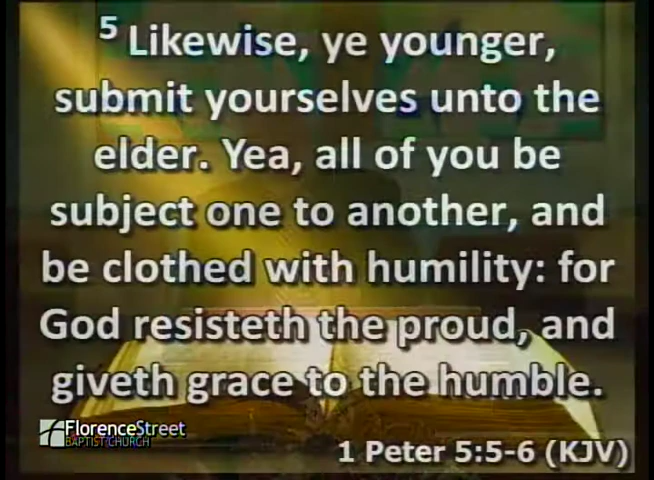 5 Likewise, ye younger,
submit yourselves unto the
elder. Yea, all of you be
subject one to another, and
be clothed with humility: for
God resisteth the proud, and
giveth grace to the humble.
FlorenceStreet
BAPTIST CHURCH
1 Peter 5:5-6 (KJV)